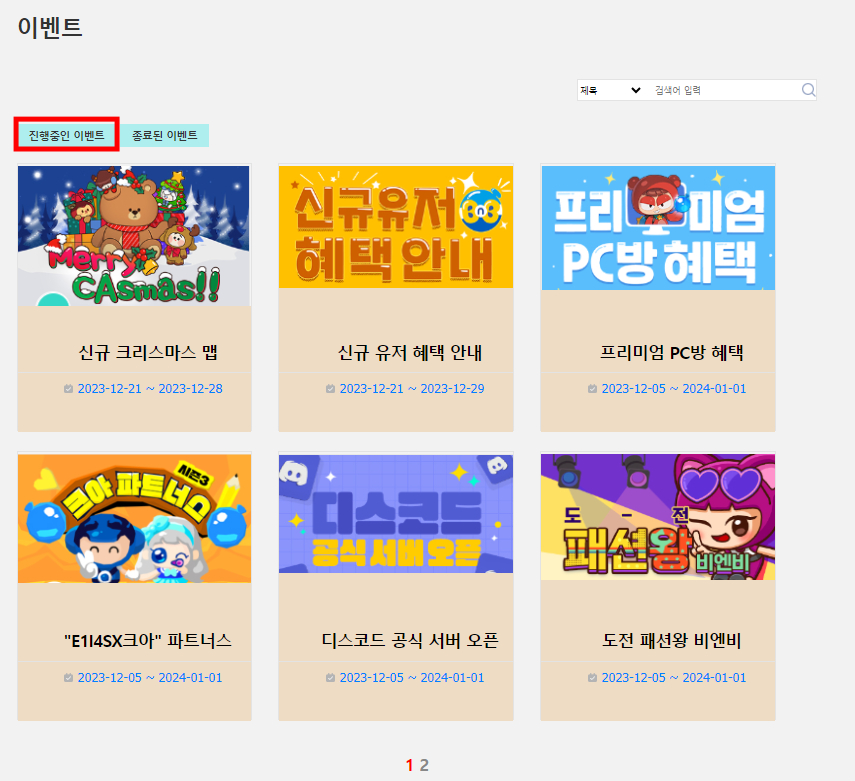 이벤트
제목 검색어 입력
진행중인 이벤트 종료된 이벤트
Merry
CAsmas!!
신규 크리스마스 맵
2023-12-21 ~ 2023-12-28
신규유저
혜택 안내
신규 유저 혜택 안내
2023-12-21 ~ 2023-12-29
프리미엄
PC방 혜택
프리미엄 PC방 혜택
2023-12-05 ~ 2024-01-01
시즌3
크아 파트너스
"E1I4SX크아" 파트너스
2023-12-05 ~ 2024-01-01
디스코드
공식 서버 오픈
디스코드 공식 서버 오픈
2023-12-05 ~ 2024-01-01
도 - 전
패션왕 비엔비
도전 패션왕 비엔비
2023-12-05 ~ 2024-01-01
1 2